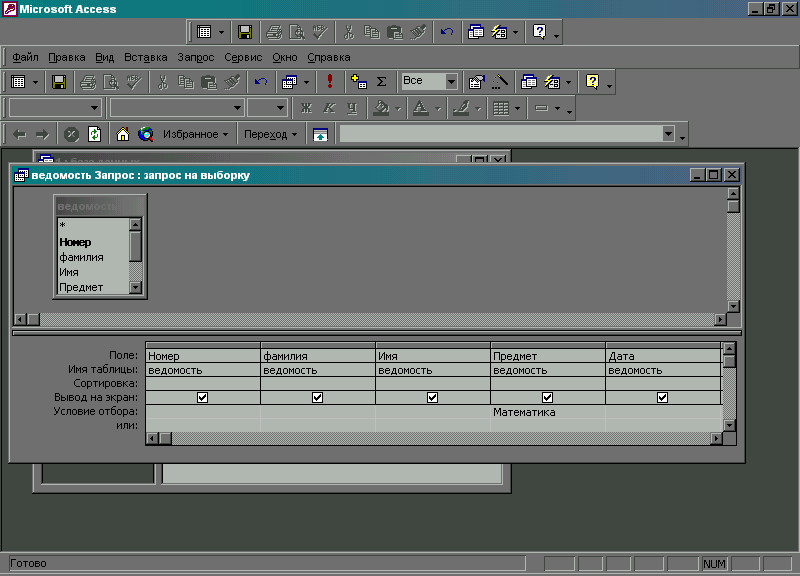 Microsoft Access
Файл Правка Вид Вставка Запрос Сервис Окно Справка
Все
Ж К Ч
Избранное Переход
ведомость Запрос : запрос на выборку
ведомость
*
Номер
фамилия
Имя
Предмет
Поле: Номер фамилия Имя Предмет Дата
Имя таблицы: ведомость ведомость ведомость ведомость ведомость
Сортировка:
Вывод на экран:
Условие отбора: Математика
или:
Готово NUM